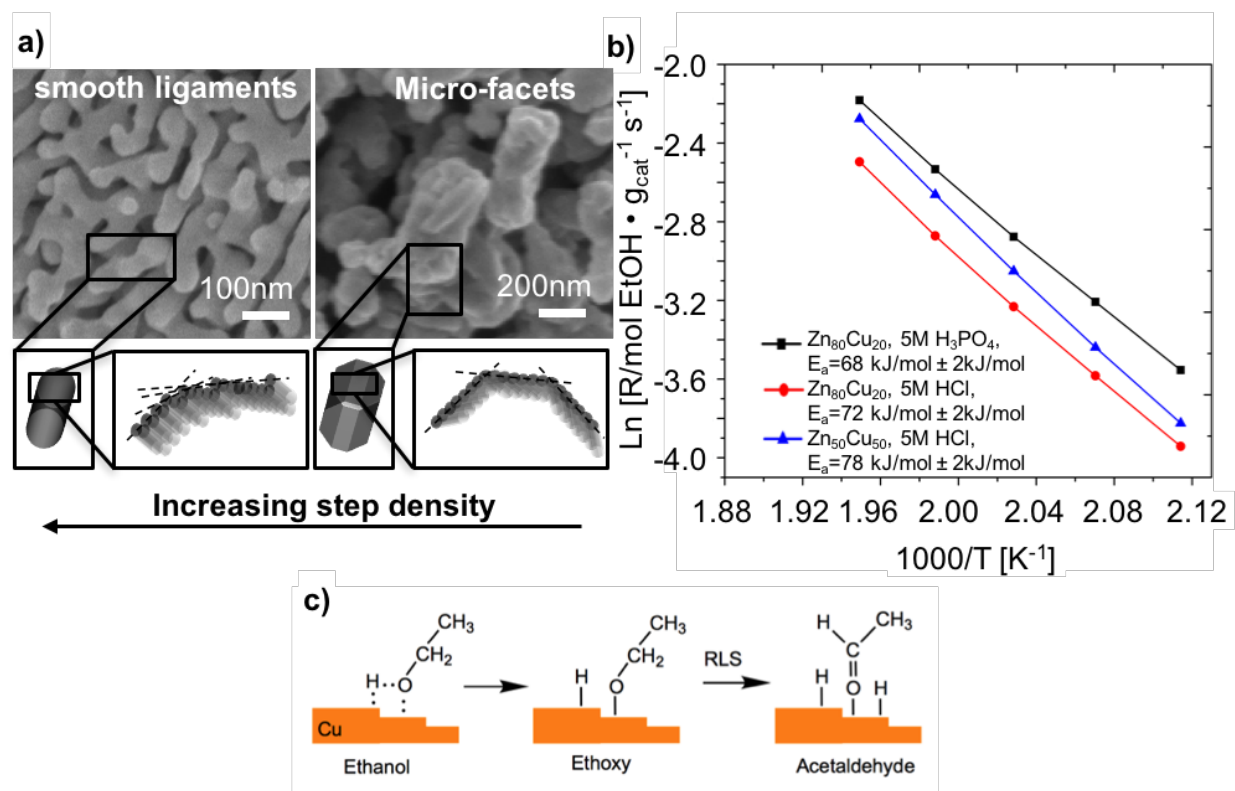 a)
smooth ligaments
Micro-facets
100nm
200nm
Increasing step density
b)
Ln [R/mol EtOH • g_cat⁻¹ s⁻¹]
-2.0
-2.4
-2.8
-3.2
-3.6
-4.0
Zn₈₀Cu₂₀, 5M H₃PO₄,
Eₐ=68 kJ/mol ± 2kJ/mol
Zn₈₀Cu₂₀, 5M HCl,
Eₐ=72 kJ/mol ± 2kJ/mol
Zn₅₀Cu₅₀, 5M HCl,
Eₐ=78 kJ/mol ± 2kJ/mol
1.88 1.92 1.96 2.00 2.04 2.08 2.12
1000/T [K⁻¹]
c)
CH₃
CH₂
H
O
Cu
Ethanol
CH₃
CH₂
H
O
Ethoxy
RLS
H
CH₃
C
O
H
H
Acetaldehyde